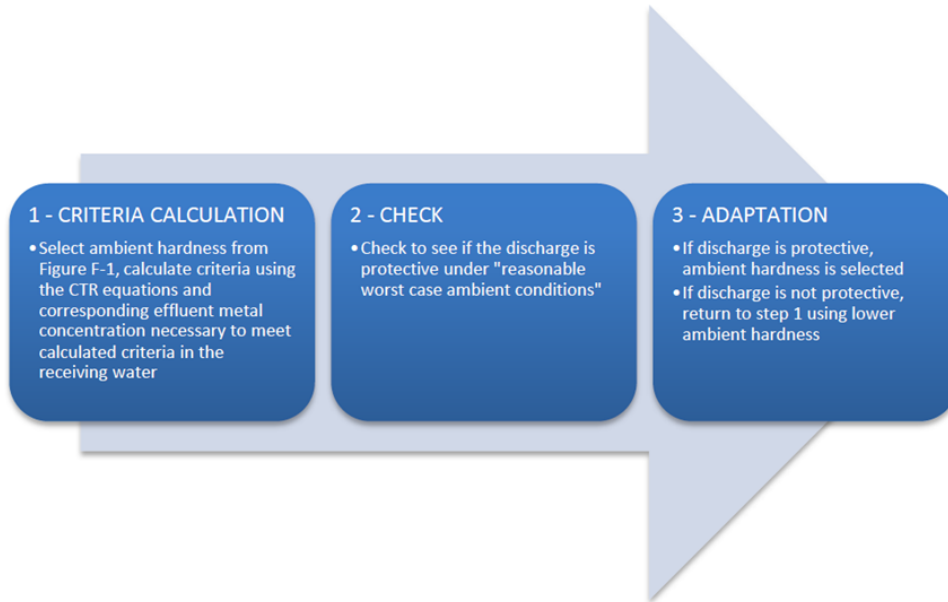 1 - CRITERIA CALCULATION
•Select ambient hardness from
Figure F-1, calculate criteria using
the CTR equations and
corresponding effluent metal
concentration necessary to meet
calculated criteria in the
receiving water
2 - CHECK
•Check to see if the discharge is
protective under "reasonable
worst case ambient conditions"
3 - ADAPTATION
•If discharge is protective,
ambient hardness is selected
•If discharge is not protective,
return to step 1 using lower
ambient hardness